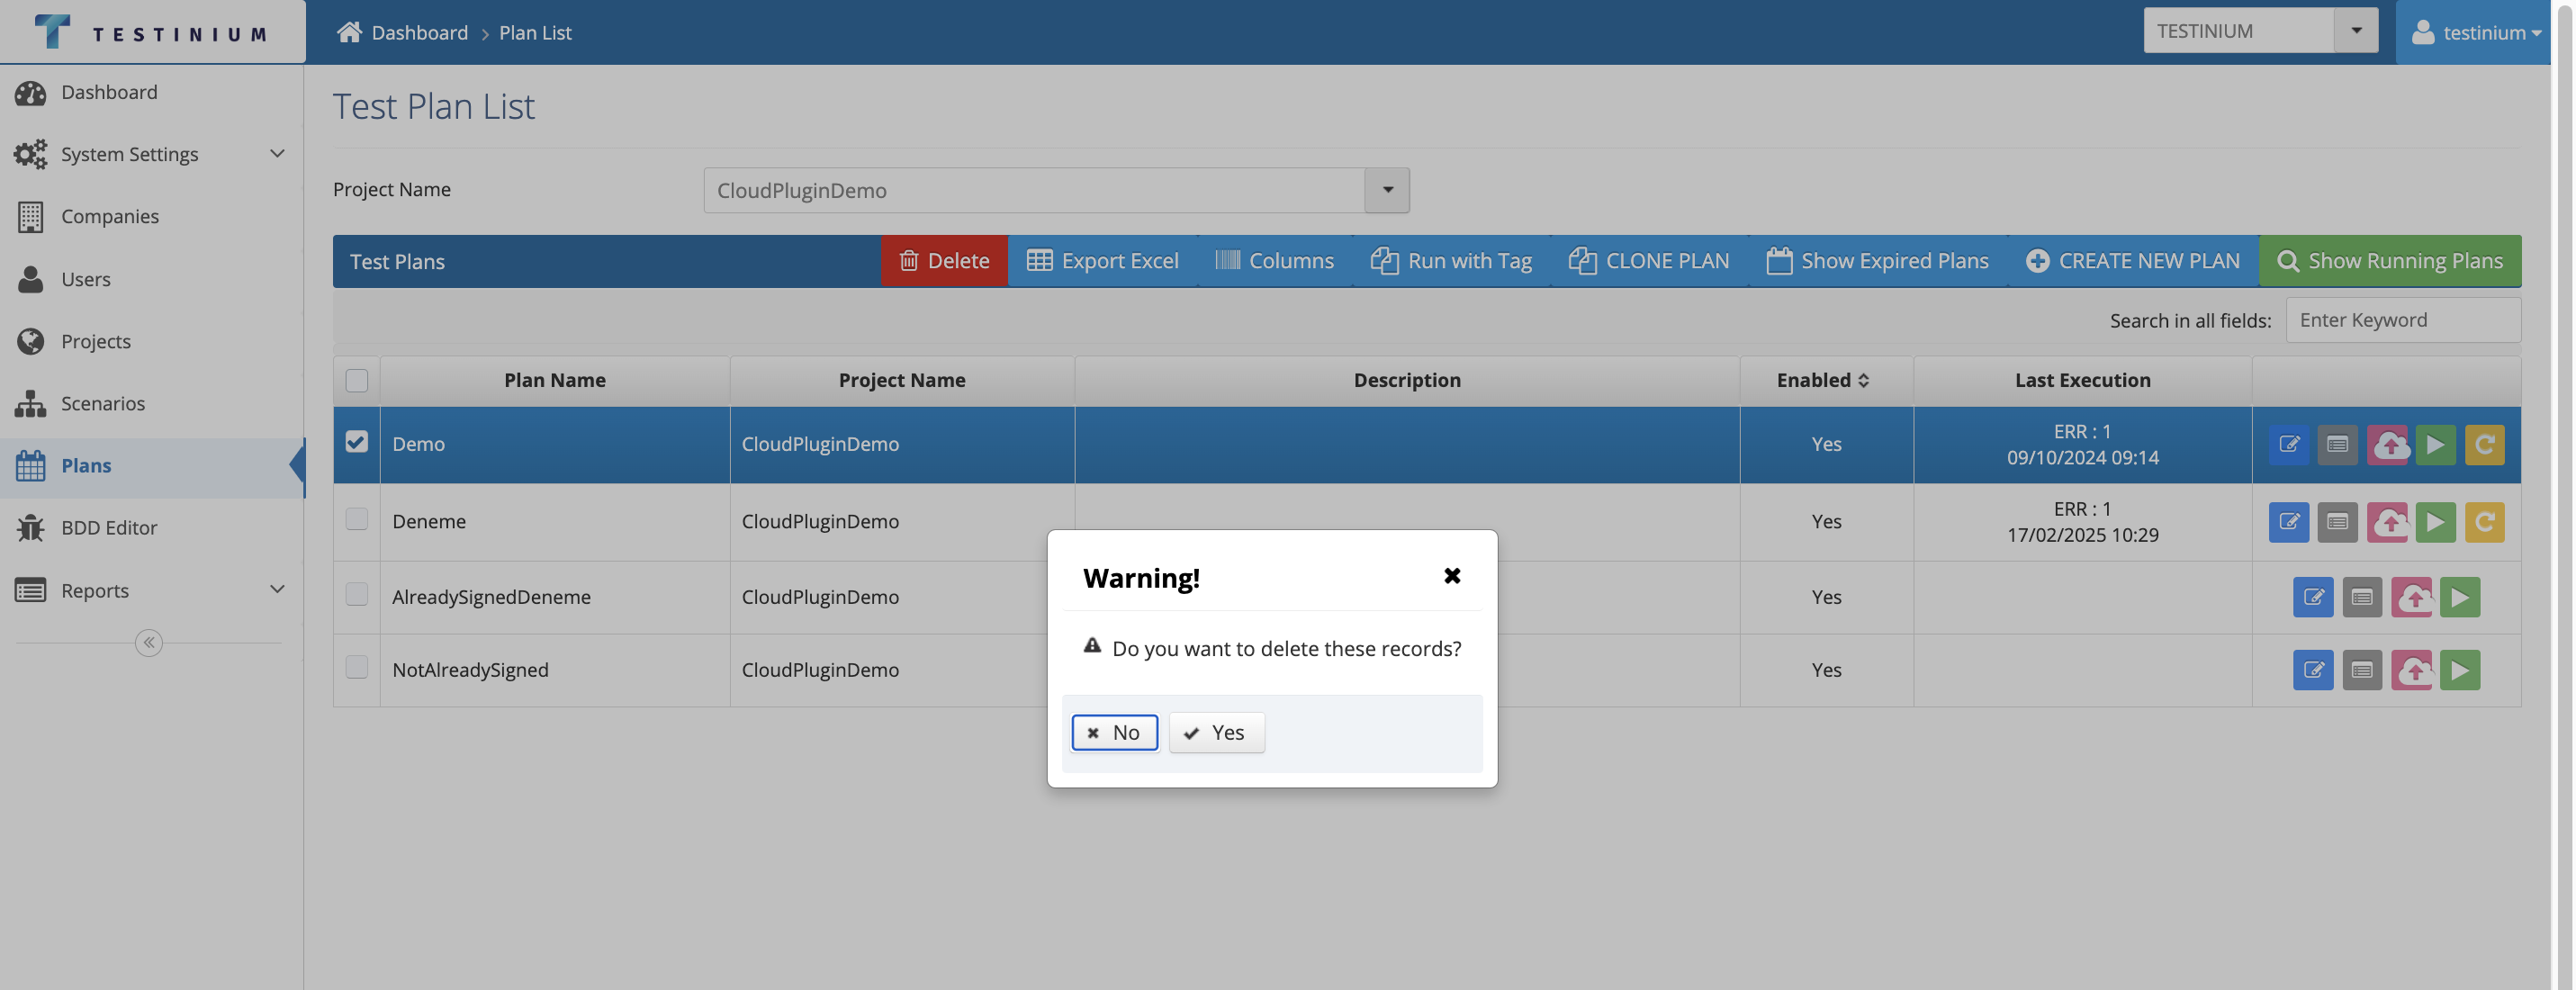 TESTINIUM
Dashboard > Plan List
TESTINIUM
testinium
Dashboard
System Settings
Companies
Users
Projects
Scenarios
Plans
BDD Editor
Reports
Test Plan List
Project Name
CloudPluginDemo
Test Plans
Delete
Export Excel
Columns
Run with Tag
CLONE PLAN
Show Expired Plans
CREATE NEW PLAN
Show Running Plans
Search in all fields:
Enter Keyword
Plan Name
Project Name
Description
Enabled
Last Execution
Demo
CloudPluginDemo
Yes
ERR : 1
09/10/2024 09:14
Deneme
CloudPluginDemo
Yes
ERR : 1
17/02/2025 10:29
AlreadySignedDeneme
CloudPluginDemo
Yes
NotAlreadySigned
CloudPluginDemo
Yes
Warning!
Do you want to delete these records?
No
Yes